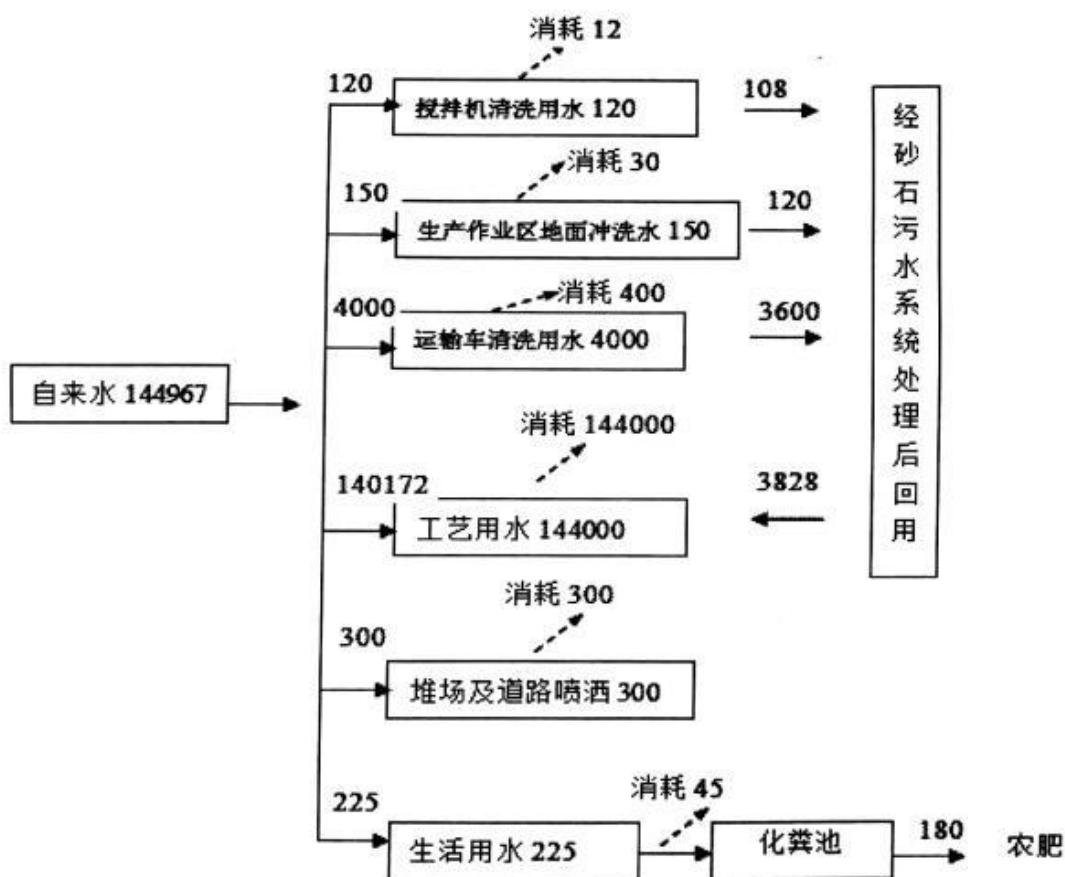 消耗 12
120
搅拌机清洗用水 120
108
消耗 30
150
生产作业区地面冲洗水 150
120
消耗 400
4000
运输车清洗用水 4000
3600
自来水 144967
消耗 144000
140172
工艺用水 144000
3828
经砂石污水系统处理后回用
消耗 300
300
堆场及道路喷洒 300
消耗 45
225
生活用水 225
化粪池
180
农肥